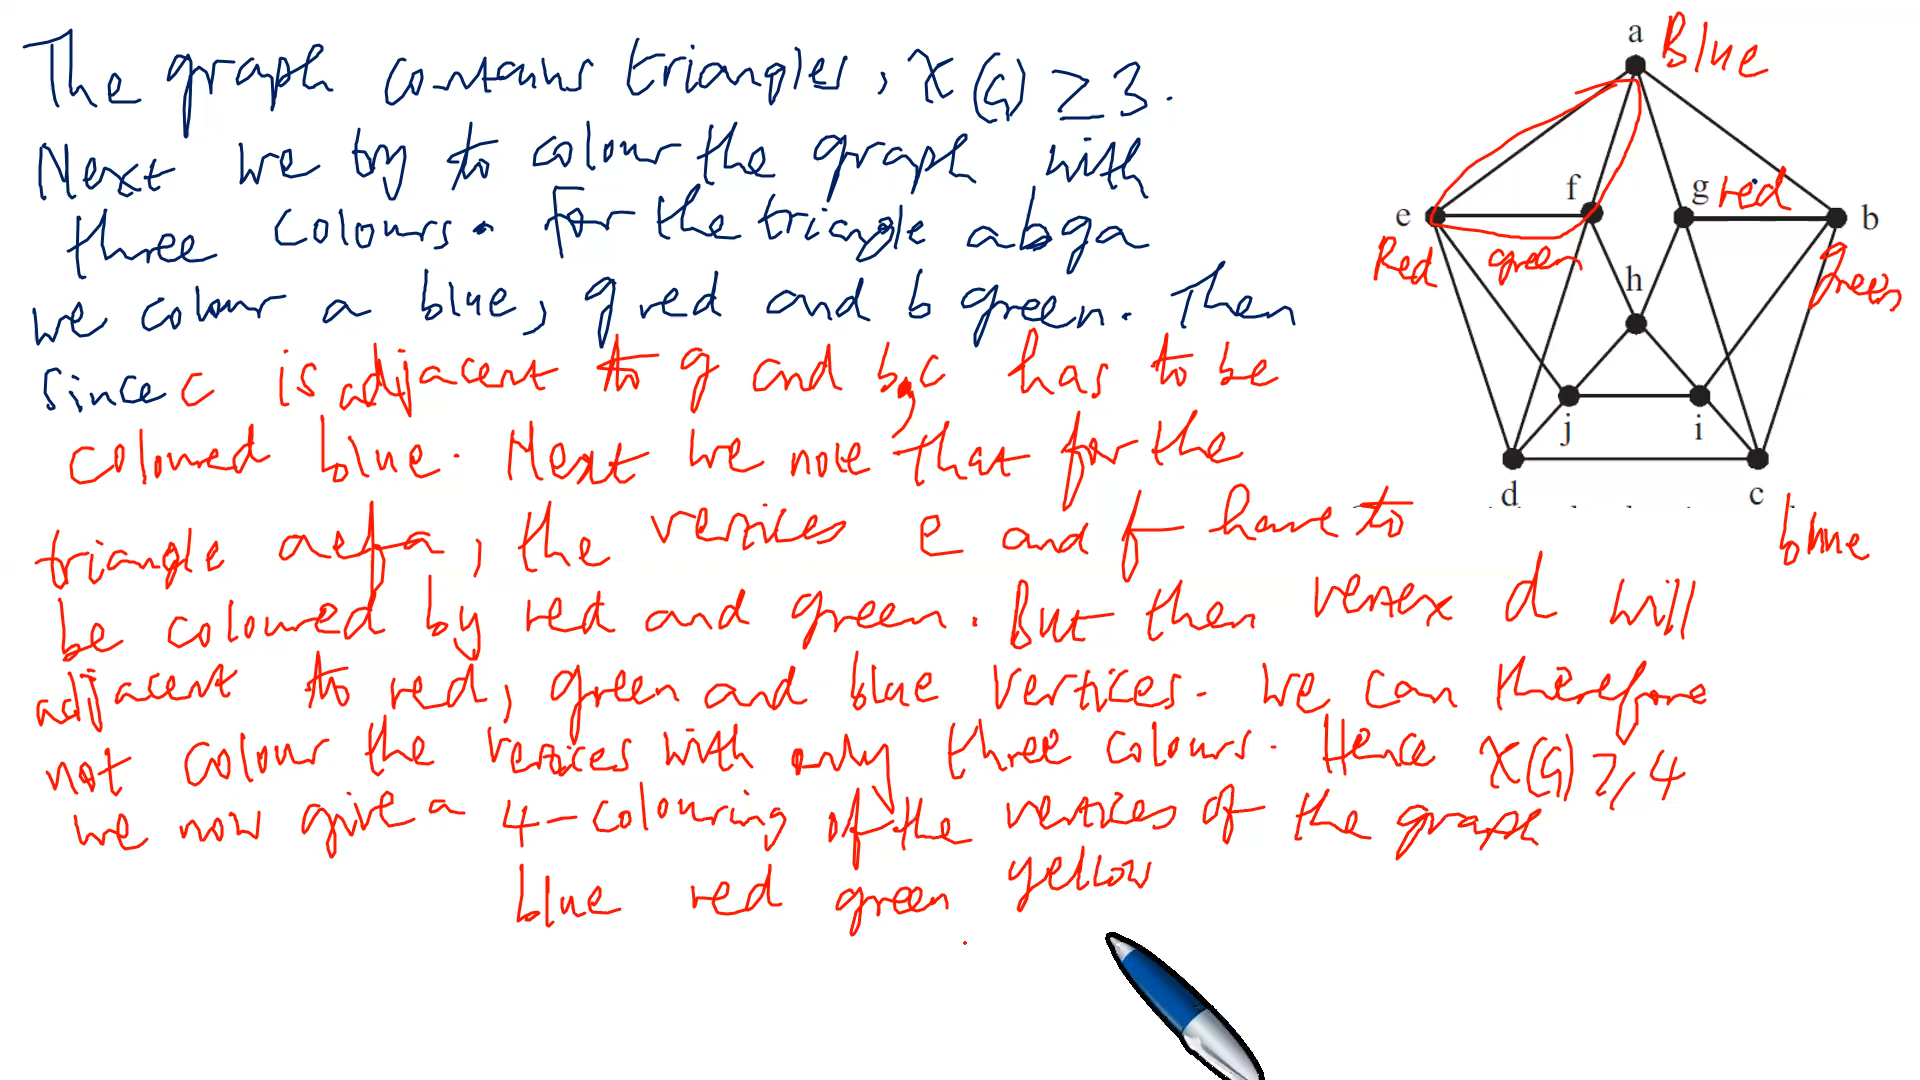 The graph contains triangles, χ(G) ≥ 3.
Next we try to colour the graph with
three colours. For the triangle abga
we colour a blue, g red and b green. Then
since c is adjacent to g and b, c has to be
coloured blue. Next we note that for the
triangle aefa, the vertices e and f have to
be coloured by red and green. But then vertex d will
adjacent to red, green and blue vertices. We can therefore
not colour the vertices with only three colours. Hence χ(G) ≥ 4
we now give a 4-colouring of the vertices of the graph
blue red green yellow
a Blue
f g red
e b
Red green green
h
j i
d c
blue